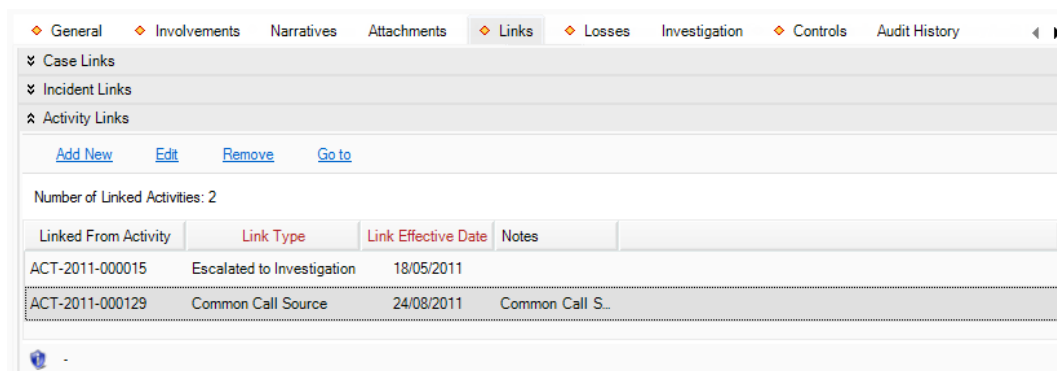 General Involvements Narratives Attachments Links Losses Investigation Controls Audit History
Case Links
Incident Links
Activity Links
Add New Edit Remove Go to
Number of Linked Activities: 2
Linked From Activity Link Type Link Effective Date Notes
ACT-2011-000015 Escalated to Investigation 18/05/2011
ACT-2011-000129 Common Call Source 24/08/2011 Common Call S...
-